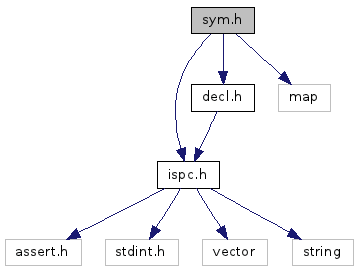 sym.h
decl.h
map
ispc.h
assert.h
stdint.h
vector
string